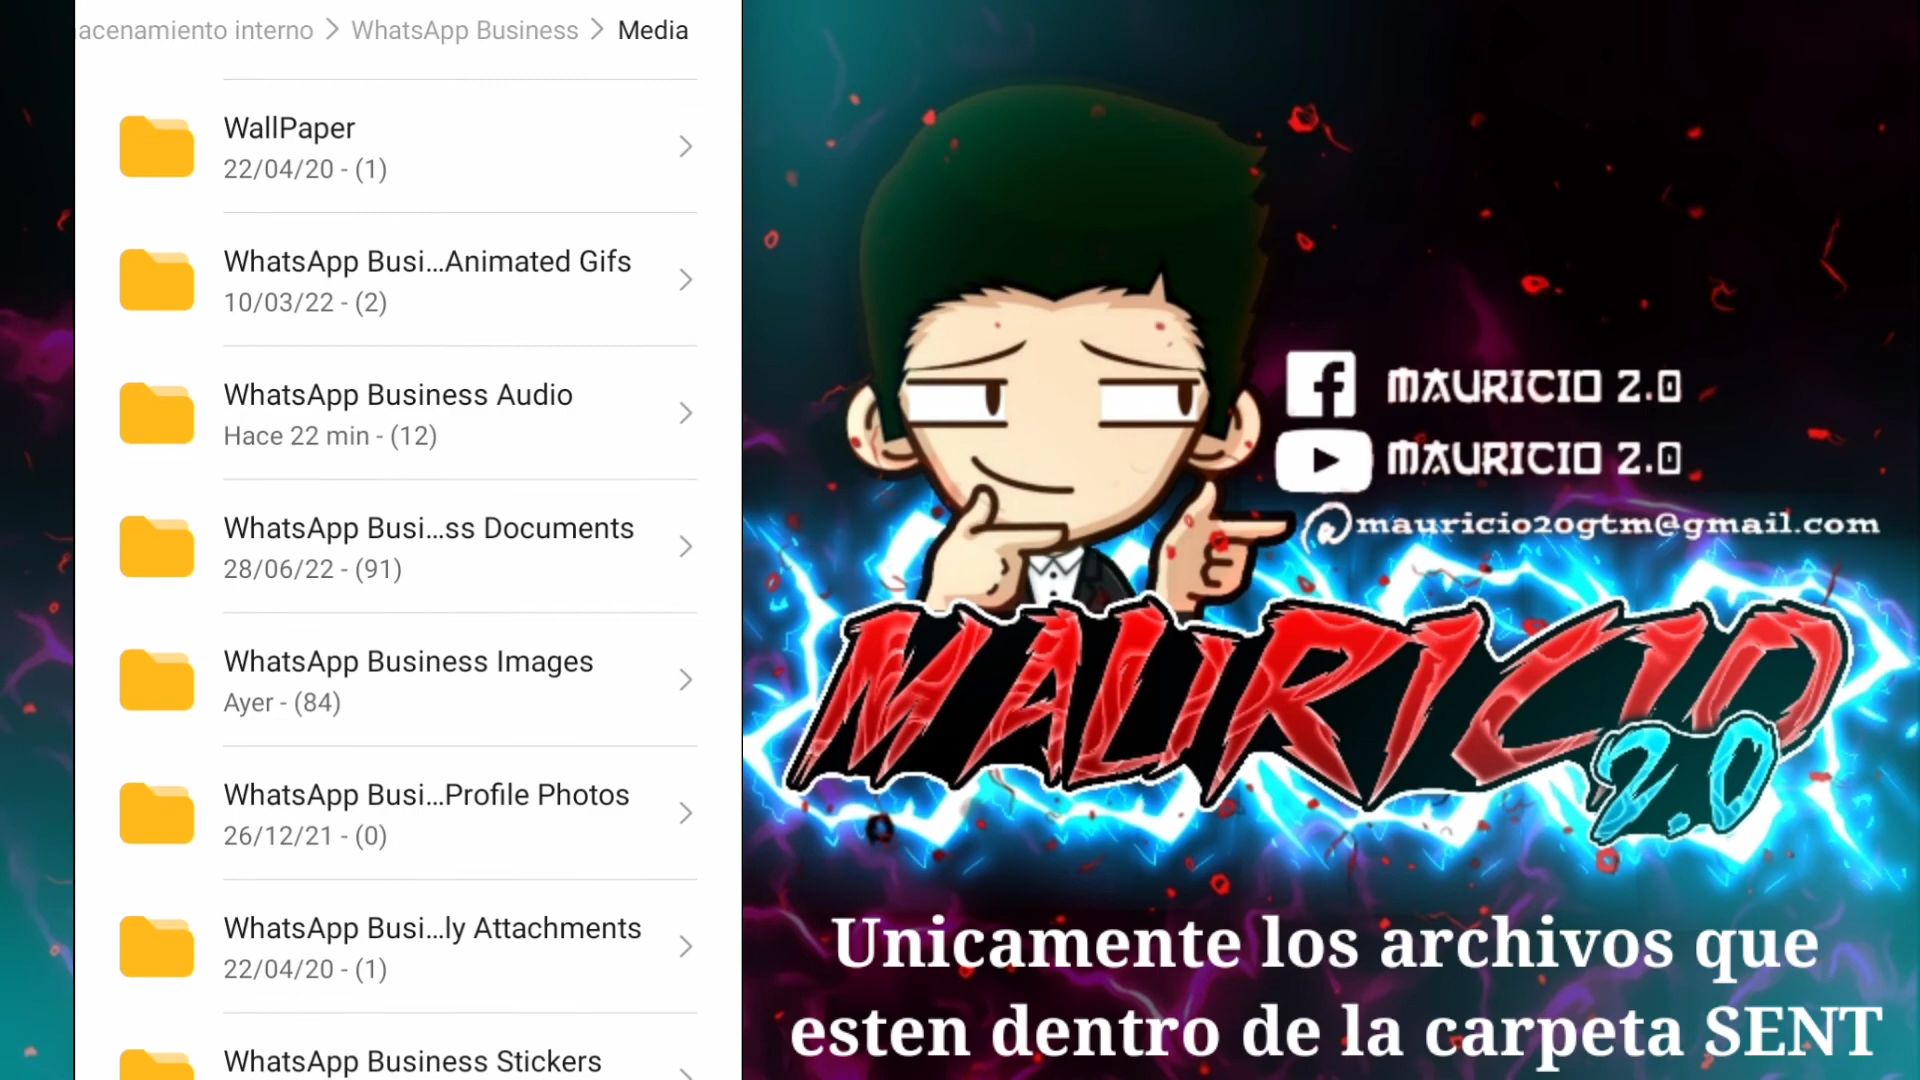 acenamiento interno > WhatsApp Business > Media
WallPaper
22/04/20 - (1)
WhatsApp Busi...Animated Gifs
10/03/22 - (2)
WhatsApp Business Audio
Hace 22 min - (12)
WhatsApp Busi...ss Documents
28/06/22 - (91)
WhatsApp Business Images
Ayer - (84)
WhatsApp Busi...Profile Photos
26/12/21 - (0)
WhatsApp Busi...ly Attachments
22/04/20 - (1)
WhatsApp Business Stickers
MAURICIO 2.0
MAURICIO 2.0
@mauricio20gtm@gmail.com
MAURICIO
2.0
Unicamente los archivos que
esten dentro de la carpeta SENT